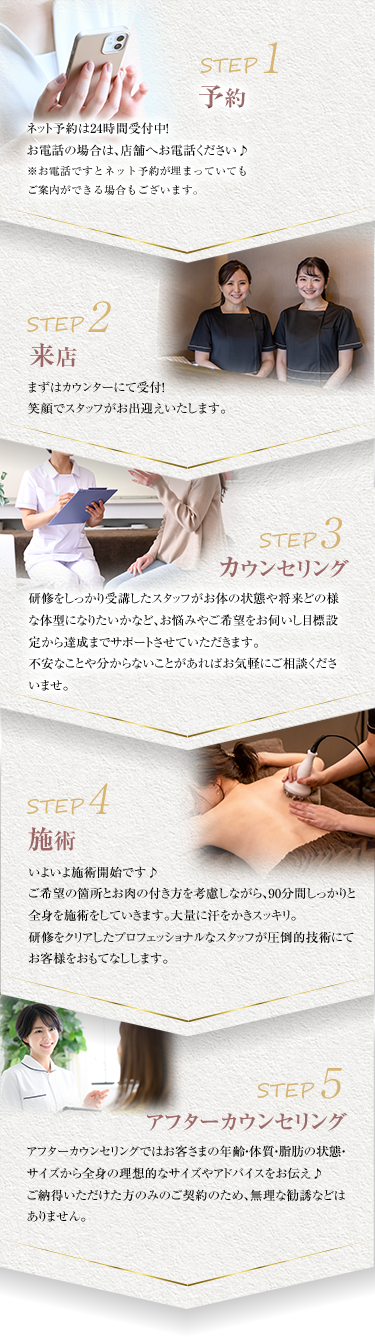 STEP 1
予約
ネット予約は24時間受付中!
お電話の場合は、店舗へお電話ください♪
※お電話ですとネット予約が埋まっていても
ご案内ができる場合もございます。
STEP 2
来店
まずはカウンターにて受付!
笑顔でスタッフがお出迎えいたします。
STEP 3
カウンセリング
研修をしっかり受講したスタッフがお体の状態や将来どの様
な体型になりたいかなど、お悩みやご希望をお伺いし目標設
定から達成までサポートさせていただきます。
不安なことや分からないことがあればお気軽にご相談くださ
いませ。
STEP 4
施術
いよいよ施術開始です♪
ご希望の箇所とお肉の付き方を考慮しながら、90分間しっかりと
全身を施術をしていきます。大量に汗をかきスッキリ。
研修をクリアしたプロフェッショナルなスタッフが圧倒的技術にて
お客様をおもてなしします。
STEP 5
アフターカウンセリング
アフターカウンセリングではお客さまの年齢・体質・脂肪の状態・
サイズから全身の理想的なサイズやアドバイスをお伝え♪
ご納得いただけた方のみのご契約のため、無理な勧誘などは
ありません。